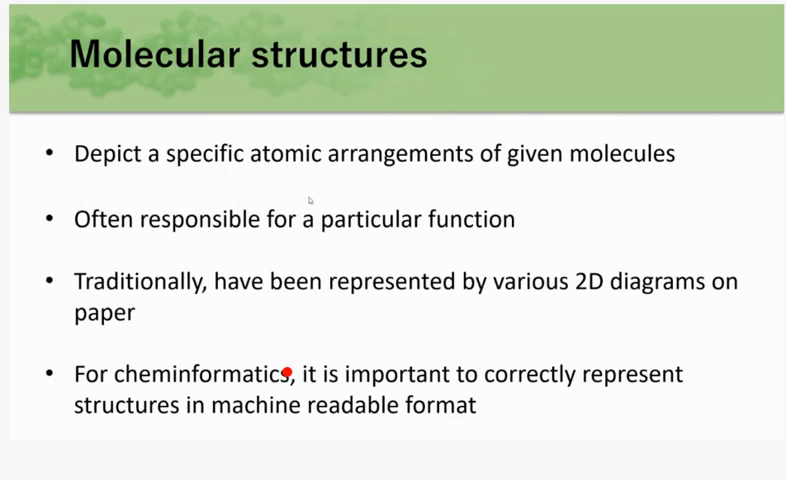 Molecular structures
• Depict a specific atomic arrangements of given molecules
• Often responsible for a particular function
• Traditionally, have been represented by various 2D diagrams on
paper
• For cheminformatics, it is important to correctly represent
structures in machine readable format